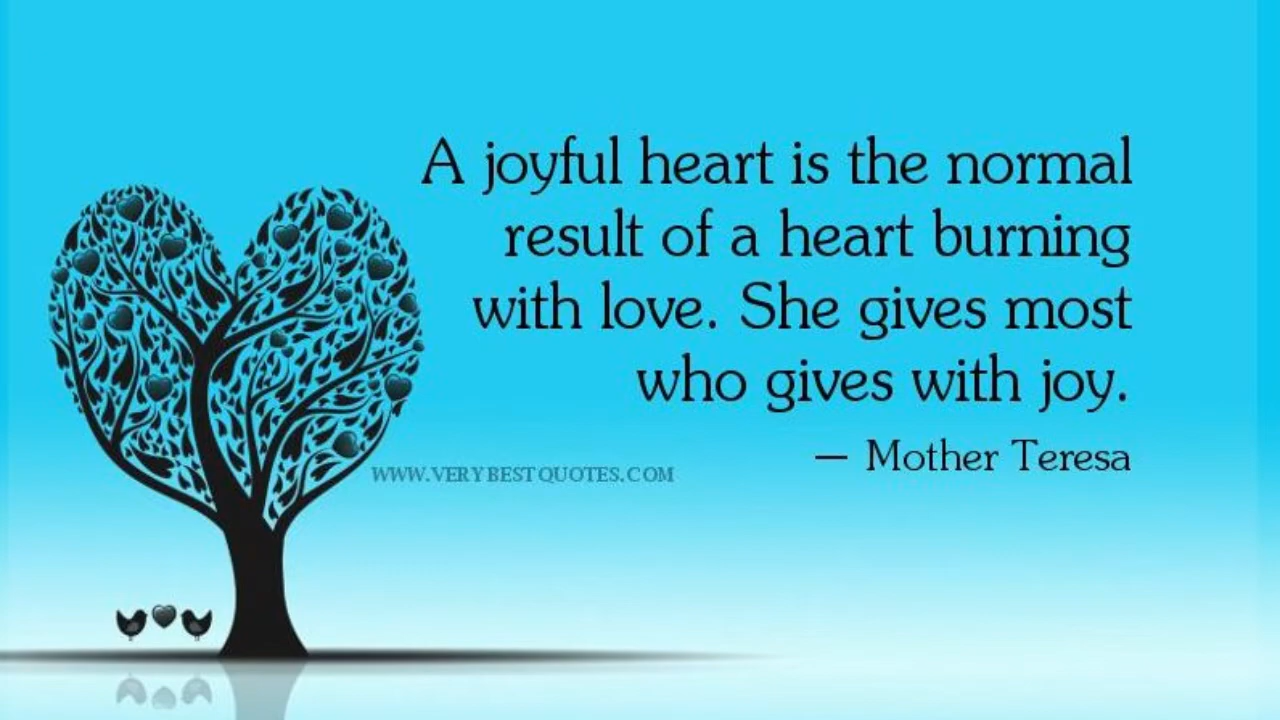 A joyful heart is the normal
result of a heart burning
with love. She gives most
who gives with joy.
— Mother Teresa
WWW.VERYBESTQUOTES.COM